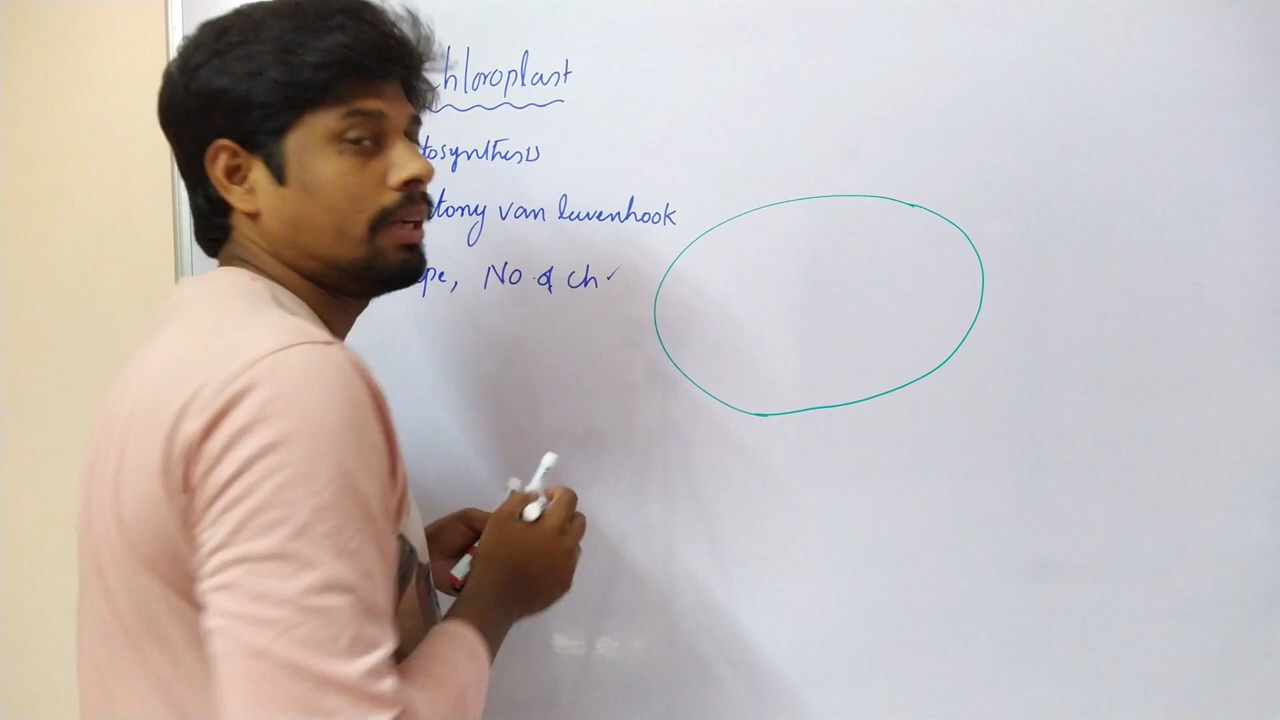 hloroplast
tosynthesis
tony van luvenhook
pe, No of ch ✓